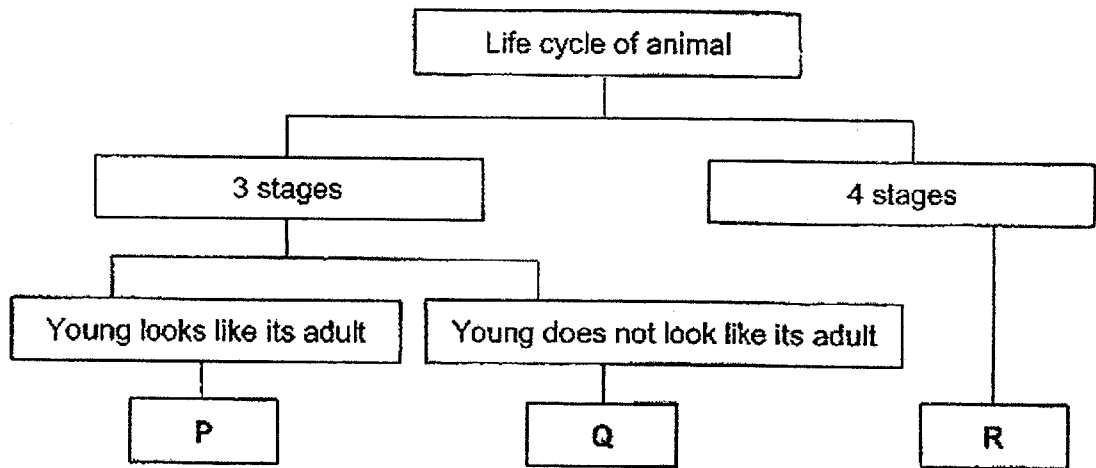 Life cycle of animal
3 stages
4 stages
Young looks like its adult
Young does not look like its adult
P
Q
R